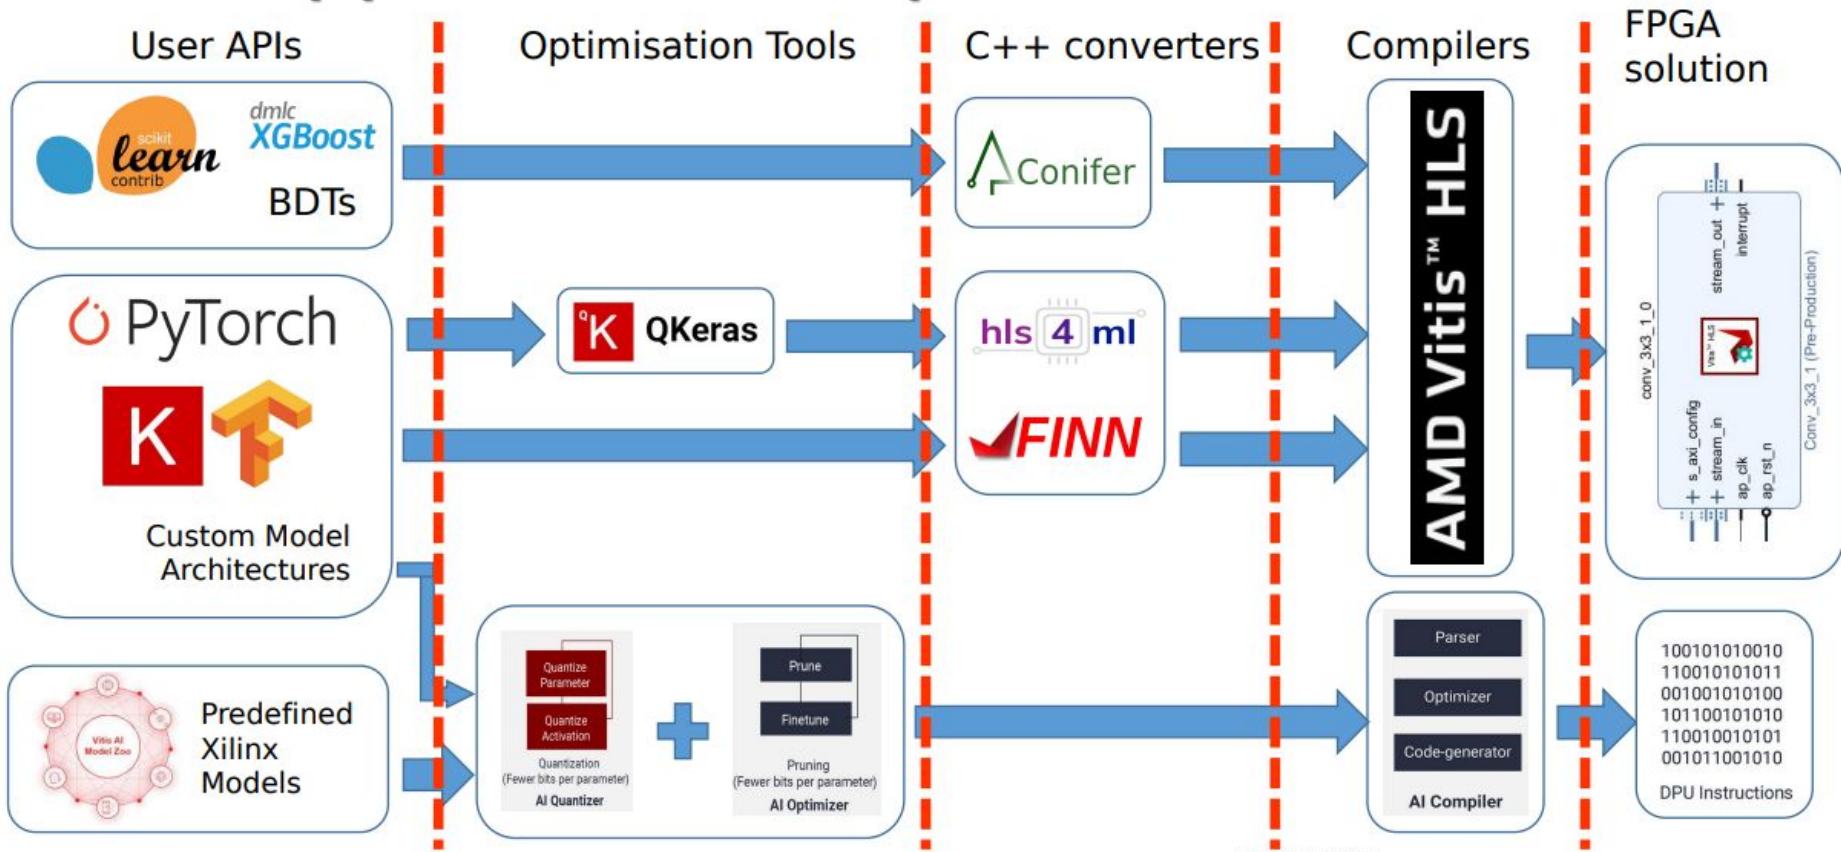 User APIs
Optimisation Tools
C++ converters
Compilers
FPGA
solution
scikit
learn
contrib
dmlc
XGBoost
BDTs
Conifer
AMD Vitis™ HLS
PyTorch
K
TF
Custom Model
Architectures
Q
K
QKeras
hls 4 ml
FINN
conv_3x3_1_0
stream_out
interrupt
Vitis™ HLS
s_axi_config
stream_in
ap_clk
ap_rst_n
Conv_3x3_1 (Pre-Production)
Vitis AI
Model Zoo
Predefined
Xilinx
Models
Quantize
Parameter
Quantize
Activation
Quantization
(Fewer bits per parameter)
AI Quantizer
Prune
Finetune
Pruning
(Fewer bits per parameter)
AI Optimizer
Parser
Optimizer
Code-generator
AI Compiler
100101010010
110010101011
001001010100
101100101010
110010010101
001011001010
DPU Instructions